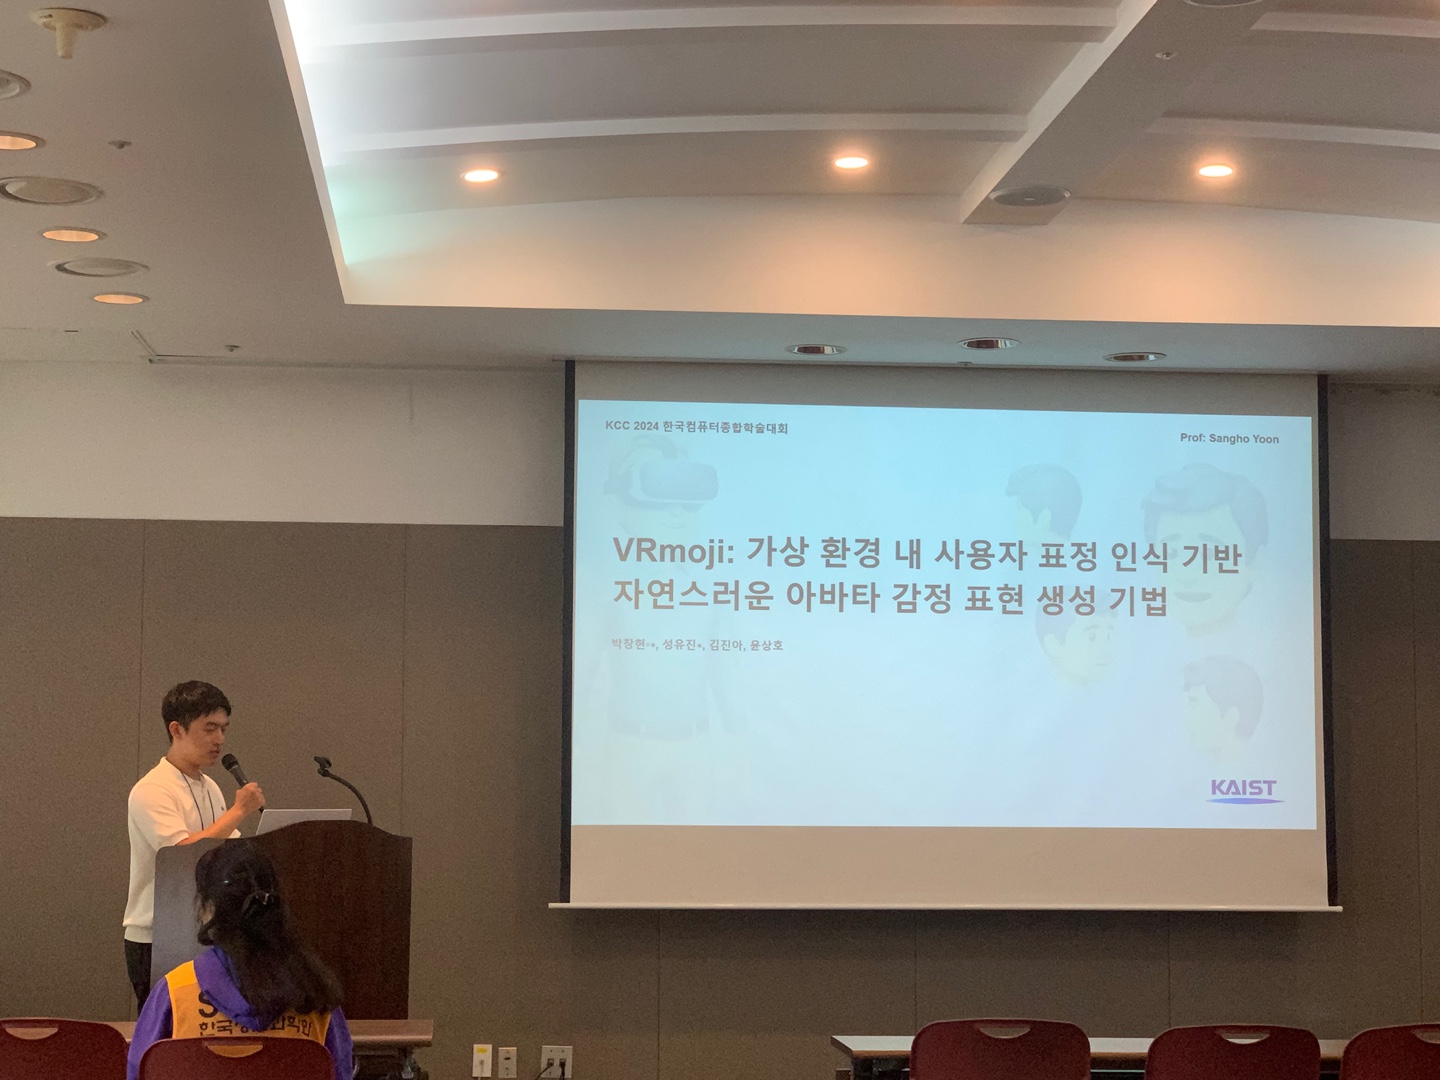 KCC 2024 한국컴퓨터종합학술대회
Prof: Sangho Yoon
VRmoji: 가상 환경 내 사용자 표정 인식 기반
자연스러운 아바타 감정 표현 생성 기법
박창현◦*, 성유진*, 김진아, 윤상호
KAIST